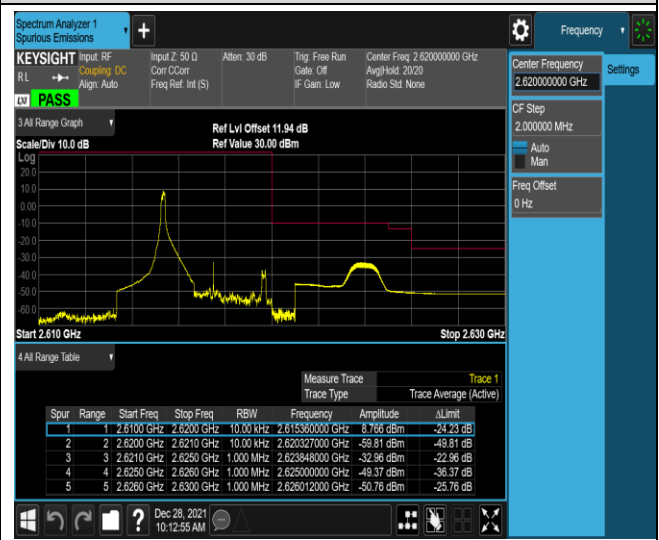 Spectrum Analyzer 1
Spurious Emissions
Frequency
KEYSIGHT Input: RF Input Z: 50 Ω Atten: 30 dB Trig: Free Run Center Freq: 2.620000000 GHz
RL Coupling: DC Corr CCorr Gate: Off Avg|Hold: 20/20
Align: Auto Freq Ref: Int (S) IF Gain: Low Radio Std: None
PASS
Center Frequency
2.620000000 GHz
Settings
CF Step
2.000000 MHz
Auto
Man
Freq Offset
0 Hz
3 All Range Graph
Ref Lvl Offset 11.94 dB
Scale/Div 10.0 dB Ref Value 30.00 dBm
Log
20.0
10.0
0.00
-10.0
-20.0
-30.0
-40.0
-50.0
-60.0
Start 2.610 GHz Stop 2.630 GHz
4 All Range Table
Measure Trace Trace 1
Trace Type Trace Average (Active)
Spur Range Start Freq Stop Freq RBW Frequency Amplitude ΔLimit
1 1 2.6100 GHz 2.6200 GHz 10.00 kHz 2.615360000 GHz 8.766 dBm -24.23 dB
2 2 2.6200 GHz 2.6210 GHz 10.00 kHz 2.620327000 GHz -59.81 dBm -49.81 dB
3 3 2.6210 GHz 2.6250 GHz 1.000 MHz 2.623848000 GHz -32.96 dBm -22.96 dB
4 4 2.6250 GHz 2.6260 GHz 1.000 MHz 2.625000000 GHz -49.37 dBm -36.37 dB
5 5 2.6260 GHz 2.6300 GHz 1.000 MHz 2.626012000 GHz -50.76 dBm -25.76 dB
?
Dec 28, 2021
10:12:55 AM